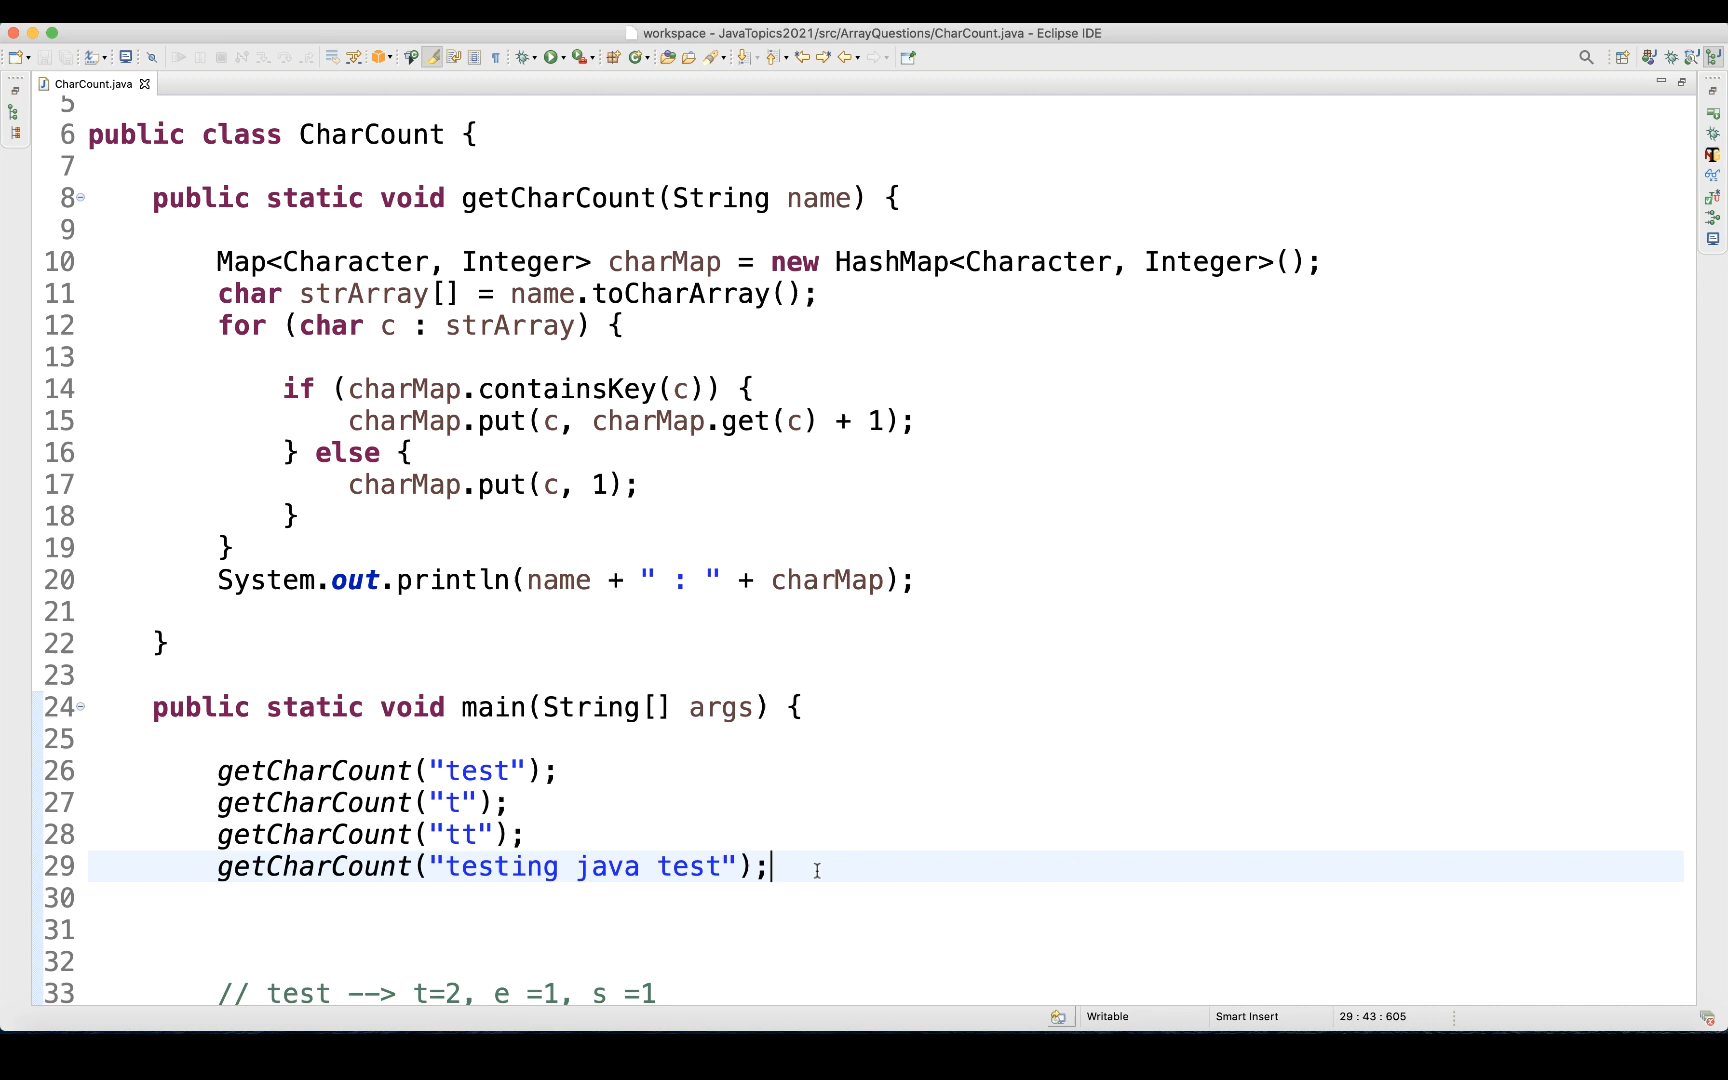 workspace - JavaTopics2021/src/ArrayQuestions/CharCount.java - Eclipse IDE
CharCount.java
5
6 public class CharCount {
7
8 public static void getCharCount(String name) {
9
10 Map<Character, Integer> charMap = new HashMap<Character, Integer>();
11 char strArray[] = name.toCharArray();
12 for (char c : strArray) {
13
14 if (charMap.containsKey(c)) {
15 charMap.put(c, charMap.get(c) + 1);
16 } else {
17 charMap.put(c, 1);
18 }
19 }
20 System.out.println(name + " : " + charMap);
21
22 }
23
24 public static void main(String[] args) {
25
26 getCharCount("test");
27 getCharCount("t");
28 getCharCount("tt");
29 getCharCount("testing java test");
30
31
32
33 // test --> t=2, e =1, s =1
Writable Smart Insert 29 : 43 : 605